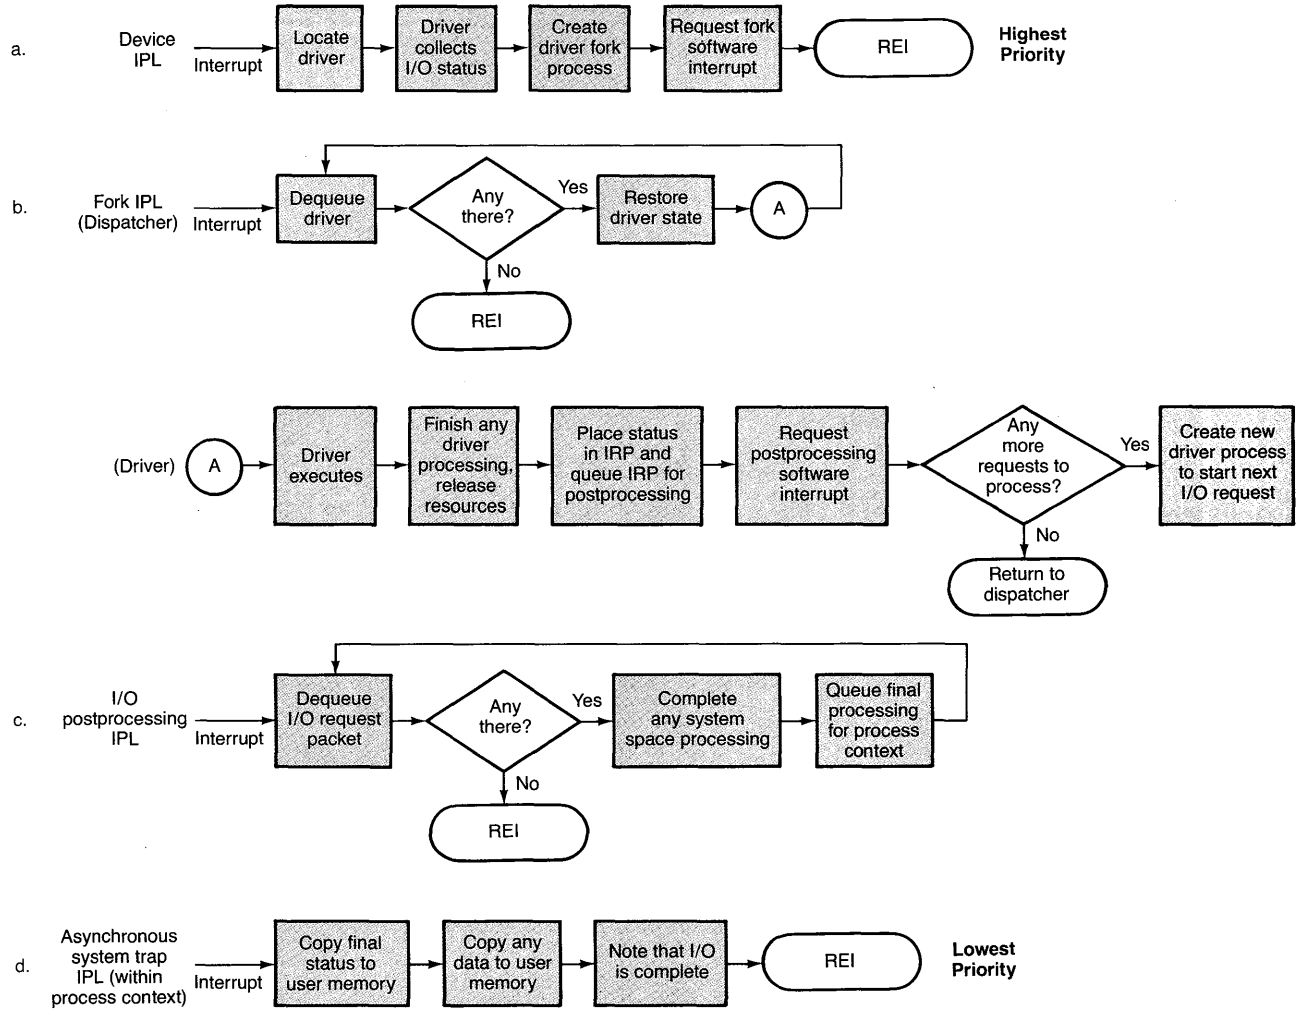 a.
Device
IPL
Interrupt
Locate
driver
Driver
collects
I/O status
Create
driver fork
process
Request fork
software
interrupt
REI
Highest
Priority
b.
Fork IPL
(Dispatcher)
Interrupt
Dequeue
driver
Any
there?
Yes
Restore
driver state
A
No
REI
(Driver)
A
Driver
executes
Finish any
driver
processing,
release
resources
Place status
in IRP and
queue IRP for
postprocessing
Request
postprocessing
software
interrupt
Any
more
requests to
process?
Yes
Create new
driver process
to start next
I/O request
No
Return to
dispatcher
c.
I/O
postprocessing
IPL
Interrupt
Dequeue
I/O request
packet
Any
there?
Yes
Complete
any system
space processing
Queue final
processing
for process
context
No
REI
d.
Asynchronous
system trap
IPL (within
process context)
Interrupt
Copy final
status to
user memory
Copy any
data to user
memory
Note that I/O
is complete
REI
Lowest
Priority